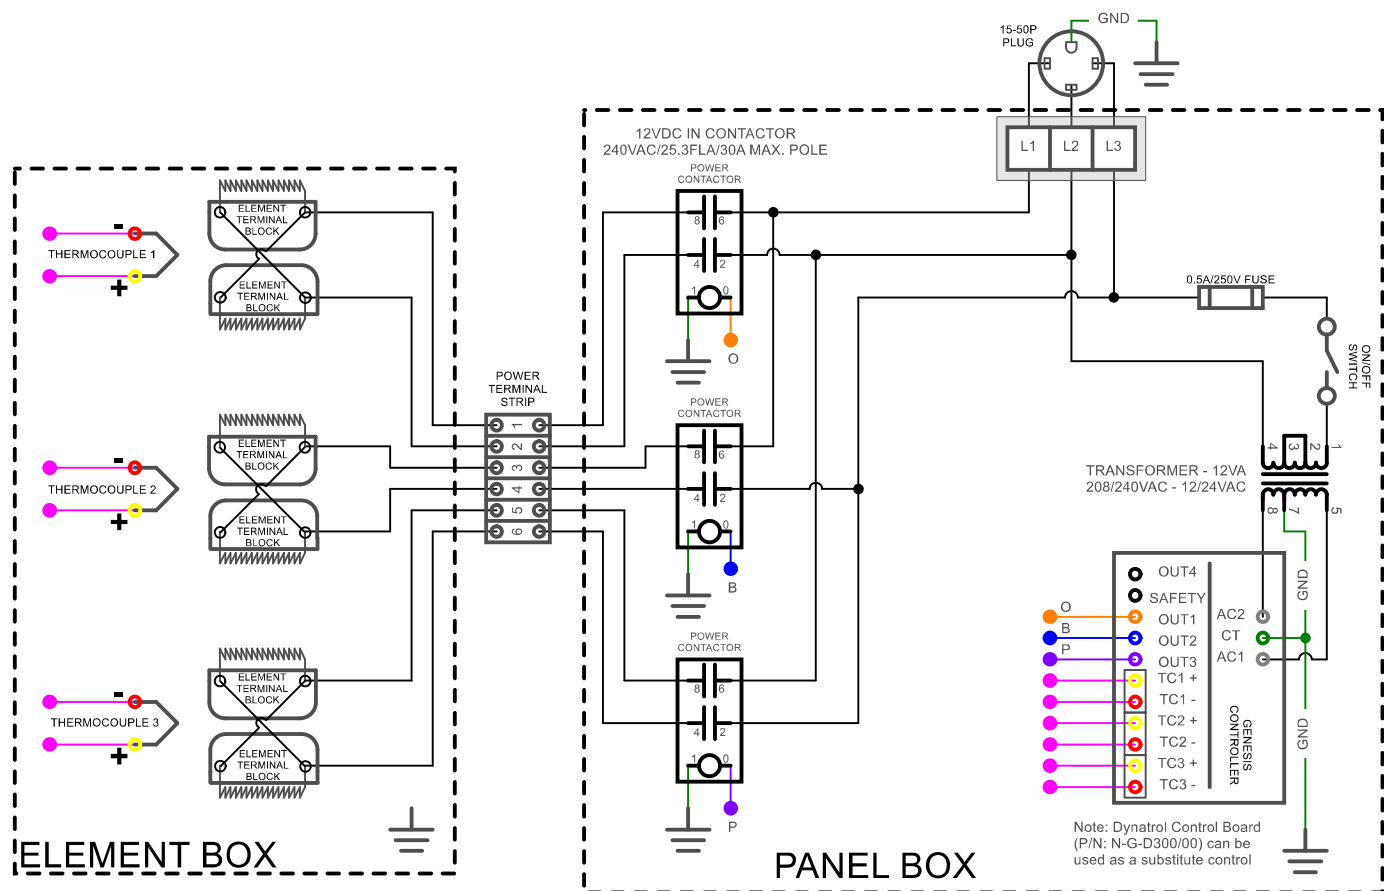 GND
15-50P
PLUG
L1 L2 L3
12VDC IN CONTACTOR
240VAC/25.3FLA/30A MAX. POLE
POWER
CONTACTOR
8 6
4 2
1 0
O
ELEMENT
TERMINAL
BLOCK
ELEMENT
TERMINAL
BLOCK
-
THERMOCOUPLE 1
+
0.5A/250V FUSE
ON/OFF
SWITCH
POWER
TERMINAL
STRIP
1
2
3
4
5
6
POWER
CONTACTOR
8 6
4 2
1 0
B
ELEMENT
TERMINAL
BLOCK
ELEMENT
TERMINAL
BLOCK
-
THERMOCOUPLE 2
+
4 3 2 1
TRANSFORMER - 12VA
208/240VAC - 12/24VAC
8 7 5
POWER
CONTACTOR
8 6
4 2
1 0
P
ELEMENT
TERMINAL
BLOCK
ELEMENT
TERMINAL
BLOCK
-
THERMOCOUPLE 3
+
OUT4
SAFETY
O OUT1
B OUT2
P OUT3
TC1 +
TC1 -
TC2 +
TC2 -
TC3 +
TC3 -
AC2
CT
AC1
GENESIS
CONTROLLER
GND
GND
Note: Dynatrol Control Board
(P/N: N-G-D300/00) can be
used as a substitute control
ELEMENT BOX
PANEL BOX